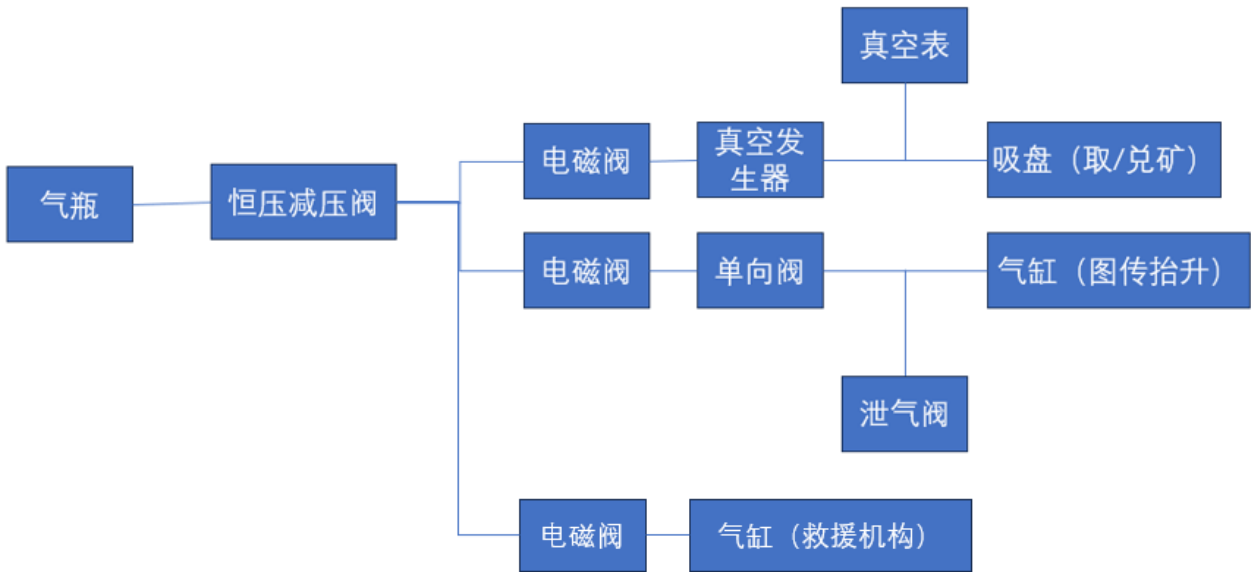 真空表
电磁阀
真空发
生器
吸盘（取/兑矿）
气瓶
恒压减压阀
电磁阀
单向阀
气缸（图传抬升）
泄气阀
电磁阀
气缸（救援机构）